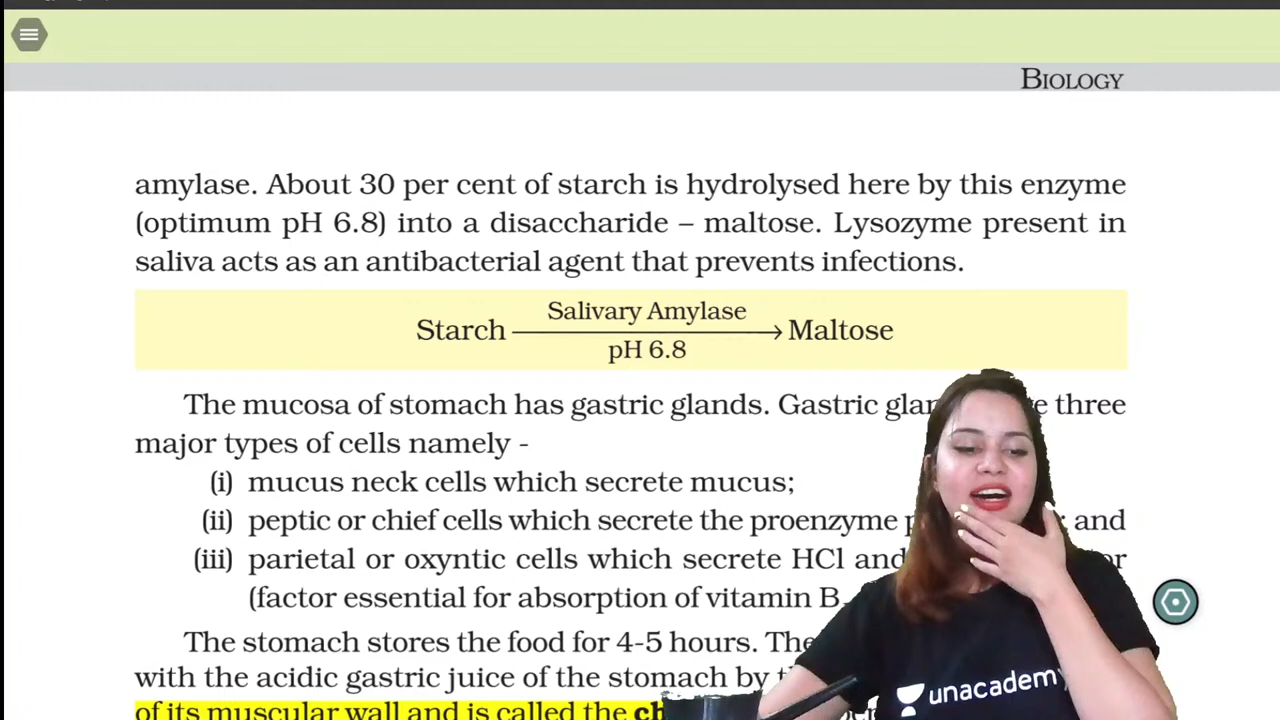 BIOLOGY
amylase. About 30 per cent of starch is hydrolysed here by this enzyme
(optimum pH 6.8) into a disaccharide – maltose. Lysozyme present in
saliva acts as an antibacterial agent that prevents infections.
Salivary Amylase
Starch → Maltose
pH 6.8
The mucosa of stomach has gastric glands. Gastric three
major types of cells namely -
(i) mucus neck cells which secrete mucus;
(ii) peptic or chief cells which secrete the proenzyme ; and
(iii) parietal or oxyntic cells which secrete HCl and
(factor essential for absorption of vitamin B
The stomach stores the food for 4-5 hours. The
with the acidic gastric juice of the stomach by
of its muscular wall and is called the
unacademy